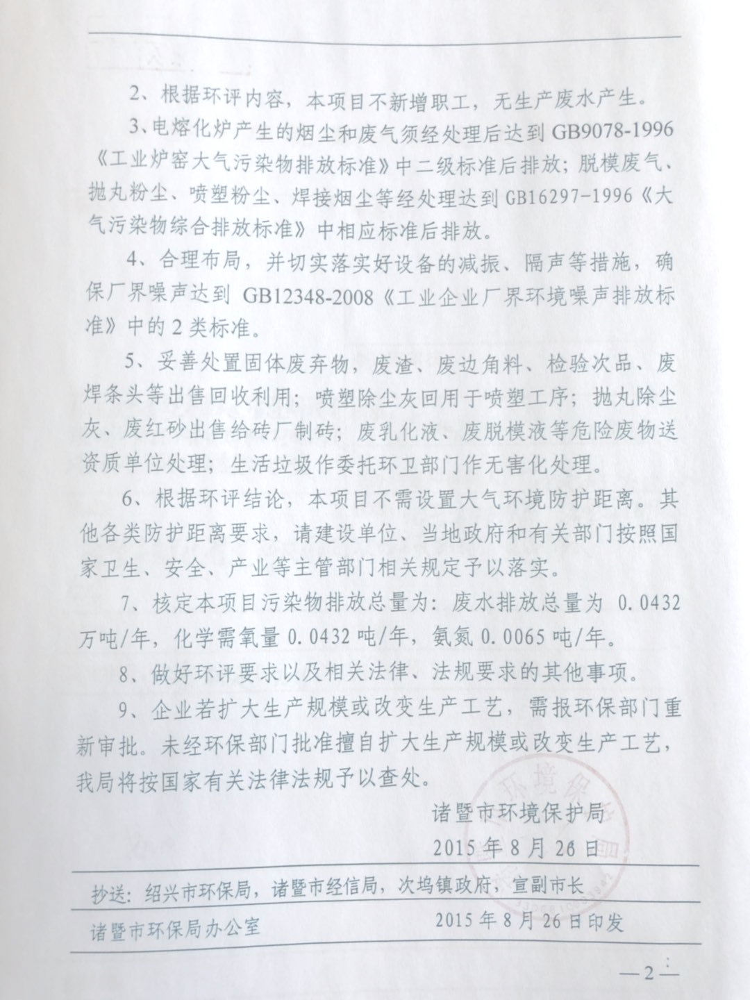 2、根据环评内容，本项目不新增职工，无生产废水产生。
3、电熔化炉产生的烟尘和废气须经处理后达到 GB9078-1996
《工业炉窑大气污染物排放标准》中二级标准后排放；脱模废气、
抛丸粉尘、喷塑粉尘、焊接烟尘等经处理达到 GB16297-1996《大
气污染物综合排放标准》中相应标准后排放。
4、合理布局，并切实落实好设备的减振、隔声等措施，确
保厂界噪声达到 GB12348-2008《工业企业厂界环境噪声排放标
准》中的 2 类标准。
5、妥善处置固体废弃物，废渣、废边角料、检验次品、废
焊条头等出售回收利用；喷塑除尘灰回用于喷塑工序；抛丸除尘
灰、废红砂出售给砖厂制砖；废乳化液、废脱模液等危险废物送
资质单位处理；生活垃圾作委托环卫部门作无害化处理。
6、根据环评结论，本项目不需设置大气环境防护距离。其
他各类防护距离要求，请建设单位、当地政府和有关部门按照国
家卫生、安全、产业等主管部门相关规定予以落实。
7、核定本项目污染物排放总量为：废水排放总量为 0.0432
万吨/年，化学需氧量 0.0432 吨/年，氨氮 0.0065 吨/年。
8、做好环评要求以及相关法律、法规要求的其他事项。
9、企业若扩大生产规模或改变生产工艺，需报环保部门重
新审批。未经环保部门批准擅自扩大生产规模或改变生产工艺，
我局将按国家有关法律法规予以查处。
诸暨市环境保护局
2015 年 8 月 26 日
抄送：绍兴市环保局，诸暨市经信局，次坞镇政府，宣副市长
诸暨市环保局办公室 2015 年 8 月 26 日印发
—2—